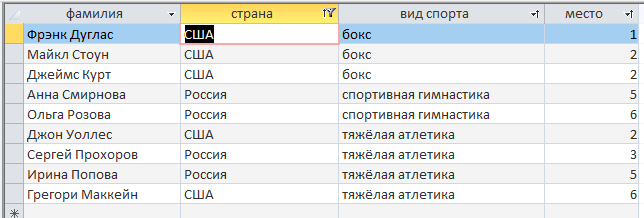 фамилия страна вид спорта место
Фрэнк Дуглас США бокс 1
Майкл Стоун США бокс 2
Джеймс Курт США бокс 2
Анна Смирнова Россия спортивная гимнастика 5
Ольга Розова Россия спортивная гимнастика 6
Джон Уоллес США тяжёлая атлетика 2
Сергей Прохоров Россия тяжёлая атлетика 3
Ирина Попова Россия тяжёлая атлетика 5
Грегори Маккейн США тяжёлая атлетика 6